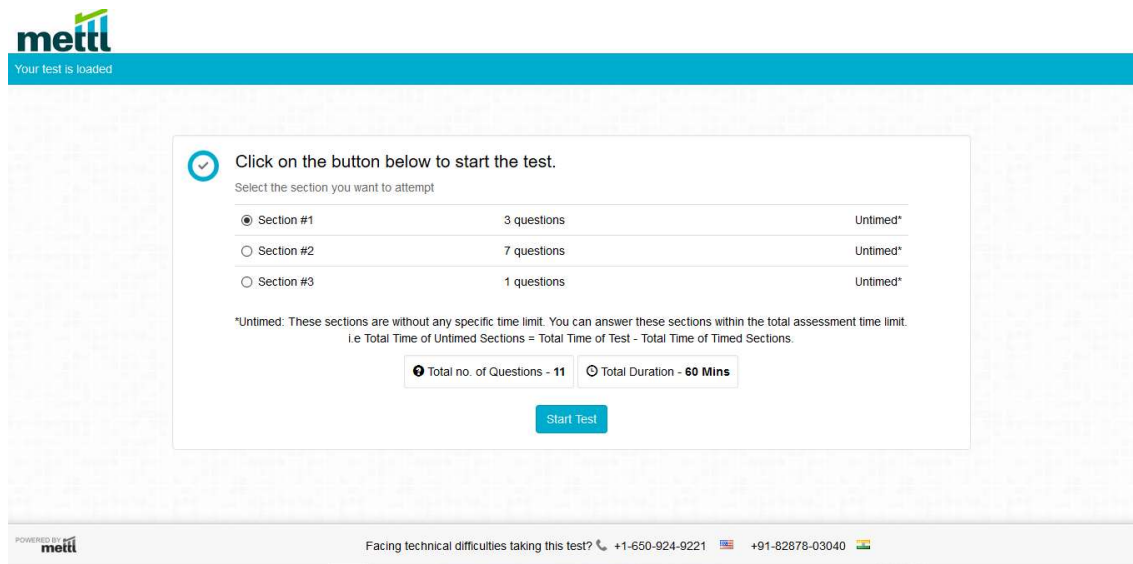 mettl
Your test is loaded
Click on the button below to start the test.
Select the section you want to attempt
Section #1 3 questions Untimed*
Section #2 7 questions Untimed*
Section #3 1 questions Untimed*
*Untimed: These sections are without any specific time limit. You can answer these sections within the total assessment time limit.
i.e Total Time of Untimed Sections = Total Time of Test - Total Time of Timed Sections.
Total no. of Questions - 11 Total Duration - 60 Mins
Start Test
POWERED BY
mettl
Facing technical difficulties taking this test? +1-650-924-9221 +91-82878-03040